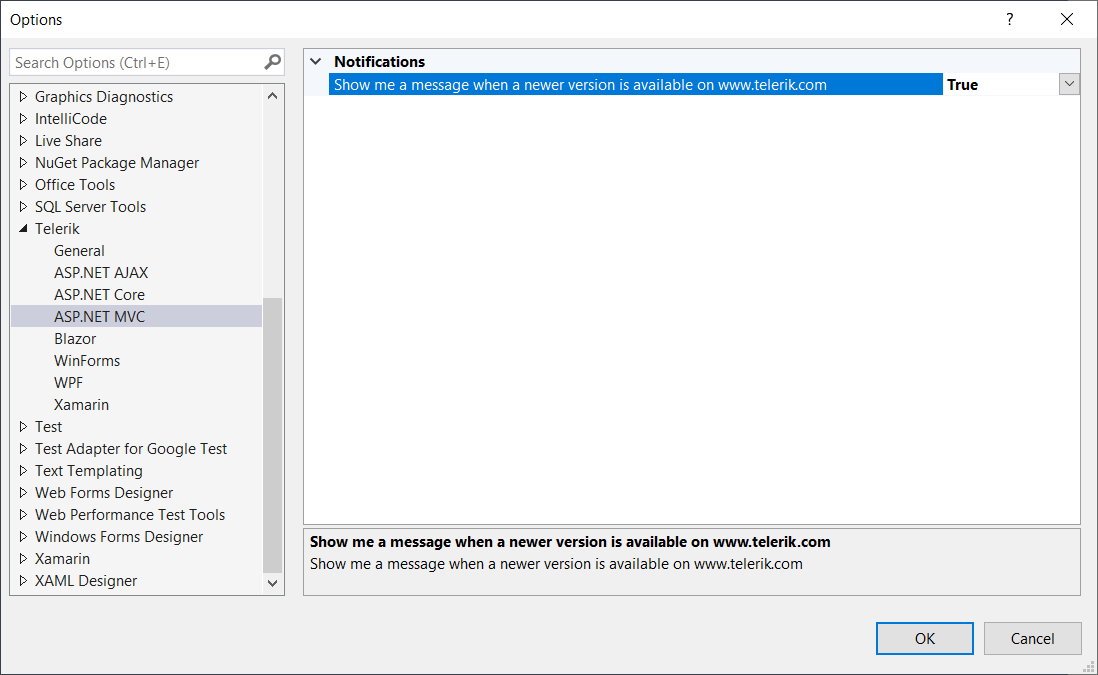 Options
?
Search Options (Ctrl+E)
Graphics Diagnostics
IntelliCode
Live Share
NuGet Package Manager
Office Tools
SQL Server Tools
Telerik
General
ASP.NET AJAX
ASP.NET Core
ASP.NET MVC
Blazor
WinForms
WPF
Xamarin
Test
Test Adapter for Google Test
Text Templating
Web Forms Designer
Web Performance Test Tools
Windows Forms Designer
Xamarin
XAML Designer
Notifications
Show me a message when a newer version is available on www.telerik.com True
Show me a message when a newer version is available on www.telerik.com
Show me a message when a newer version is available on www.telerik.com
OK Cancel